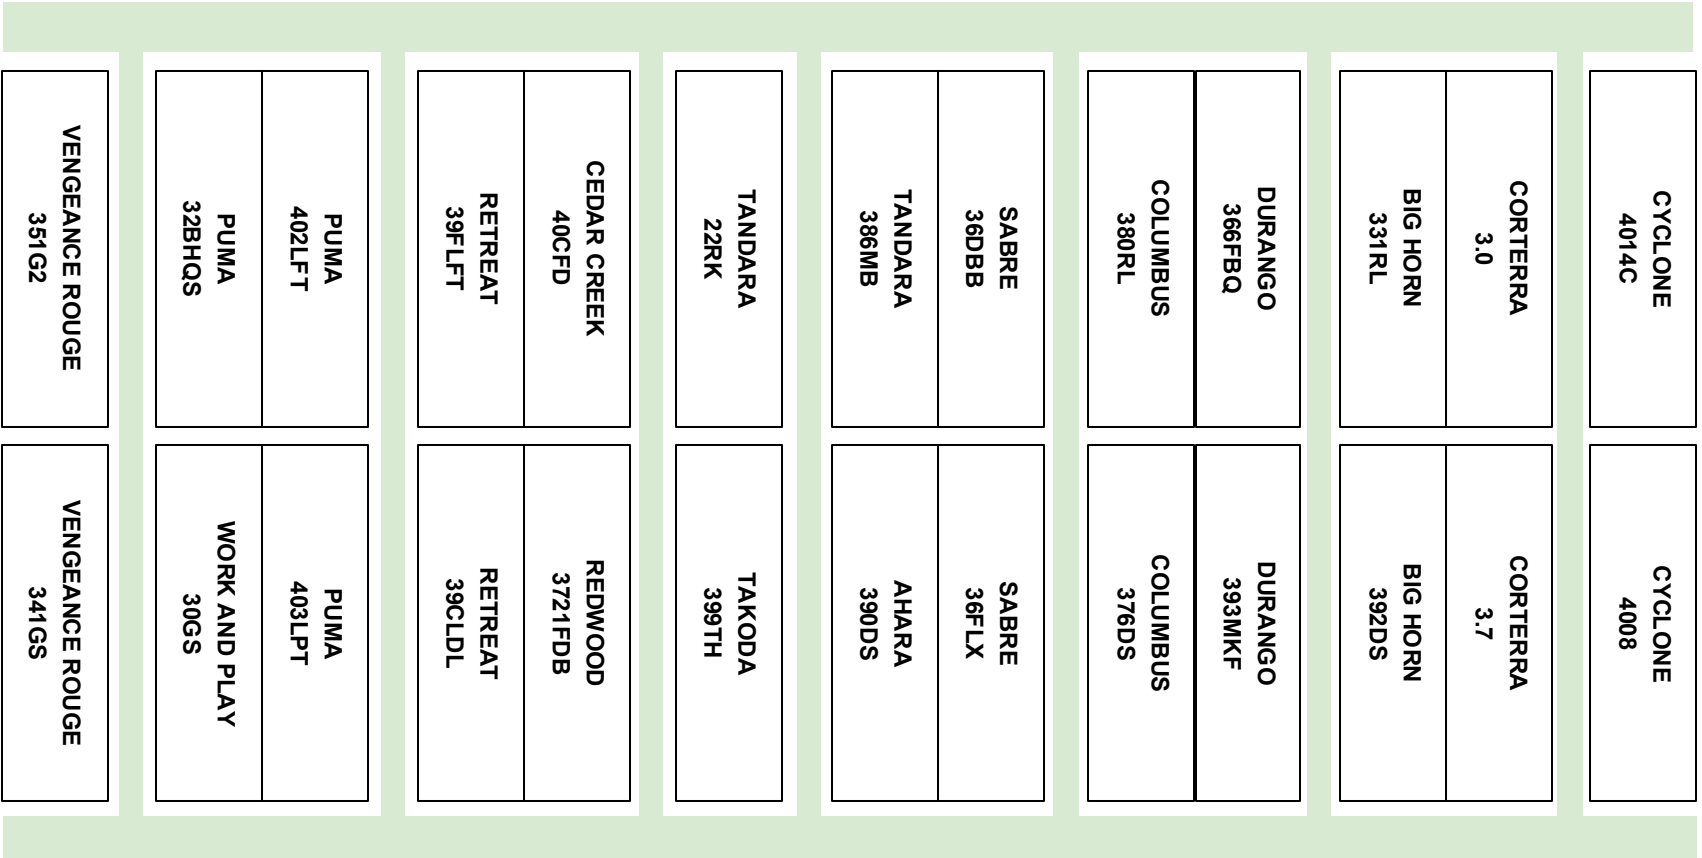 VENGEANCE ROUGE
351G2
PUMA
32BHQS
PUMA
402LFT
RETREAT
39FLFT
CEDAR CREEK
40CFD
TANDARA
22RK
TANDARA
386MB
SABRE
36DBB
COLUMBUS
380RL
DURANGO
366FBQ
BIG HORN
331RL
CORTERRA
3.0
CYCLONE
4014C
VENGEANCE ROUGE
341GS
WORK AND PLAY
30GS
PUMA
403LPT
RETREAT
39CLDL
REDWOOD
3721FDB
TAKODA
399TH
AHARA
390DS
SABRE
36FLX
COLUMBUS
376DS
DURANGO
393MKF
BIG HORN
392DS
CORTERRA
3.7
CYCLONE
4008